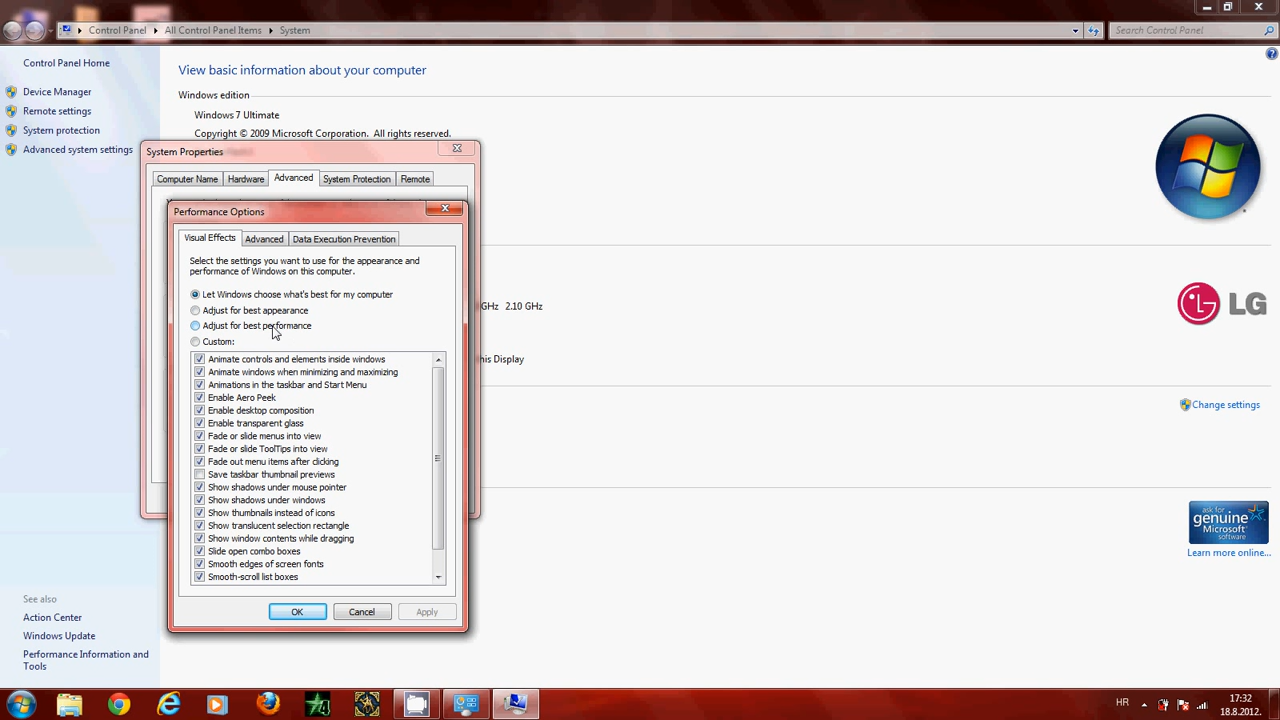 Control Panel
All Control Panel Items
System
Search Control Panel
Control Panel Home
Device Manager
Remote settings
System protection
Advanced system settings
See also
Action Center
Windows Update
Performance Information and
Tools
View basic information about your computer
Windows edition
Windows 7 Ultimate
Copyright © 2009 Microsoft Corporation. All rights reserved.
GHz 2.10 GHz
this Display
LG
Change settings
ask for
genuine
Microsoft
software
Learn more online...
System Properties
Computer Name
Hardware
Advanced
System Protection
Remote
Performance Options
Visual Effects
Advanced
Data Execution Prevention
Select the settings you want to use for the appearance and
performance of Windows on this computer.
Let Windows choose what's best for my computer
Adjust for best appearance
Adjust for best performance
Custom:
Animate controls and elements inside windows
Animate windows when minimizing and maximizing
Animations in the taskbar and Start Menu
Enable Aero Peek
Enable desktop composition
Enable transparent glass
Fade or slide menus into view
Fade or slide ToolTips into view
Fade out menu items after clicking
Save taskbar thumbnail previews
Show shadows under mouse pointer
Show shadows under windows
Show thumbnails instead of icons
Show translucent selection rectangle
Show window contents while dragging
Slide open combo boxes
Smooth edges of screen fonts
Smooth-scroll list boxes
OK
Cancel
Apply
HR
17:32
18.8.2012.